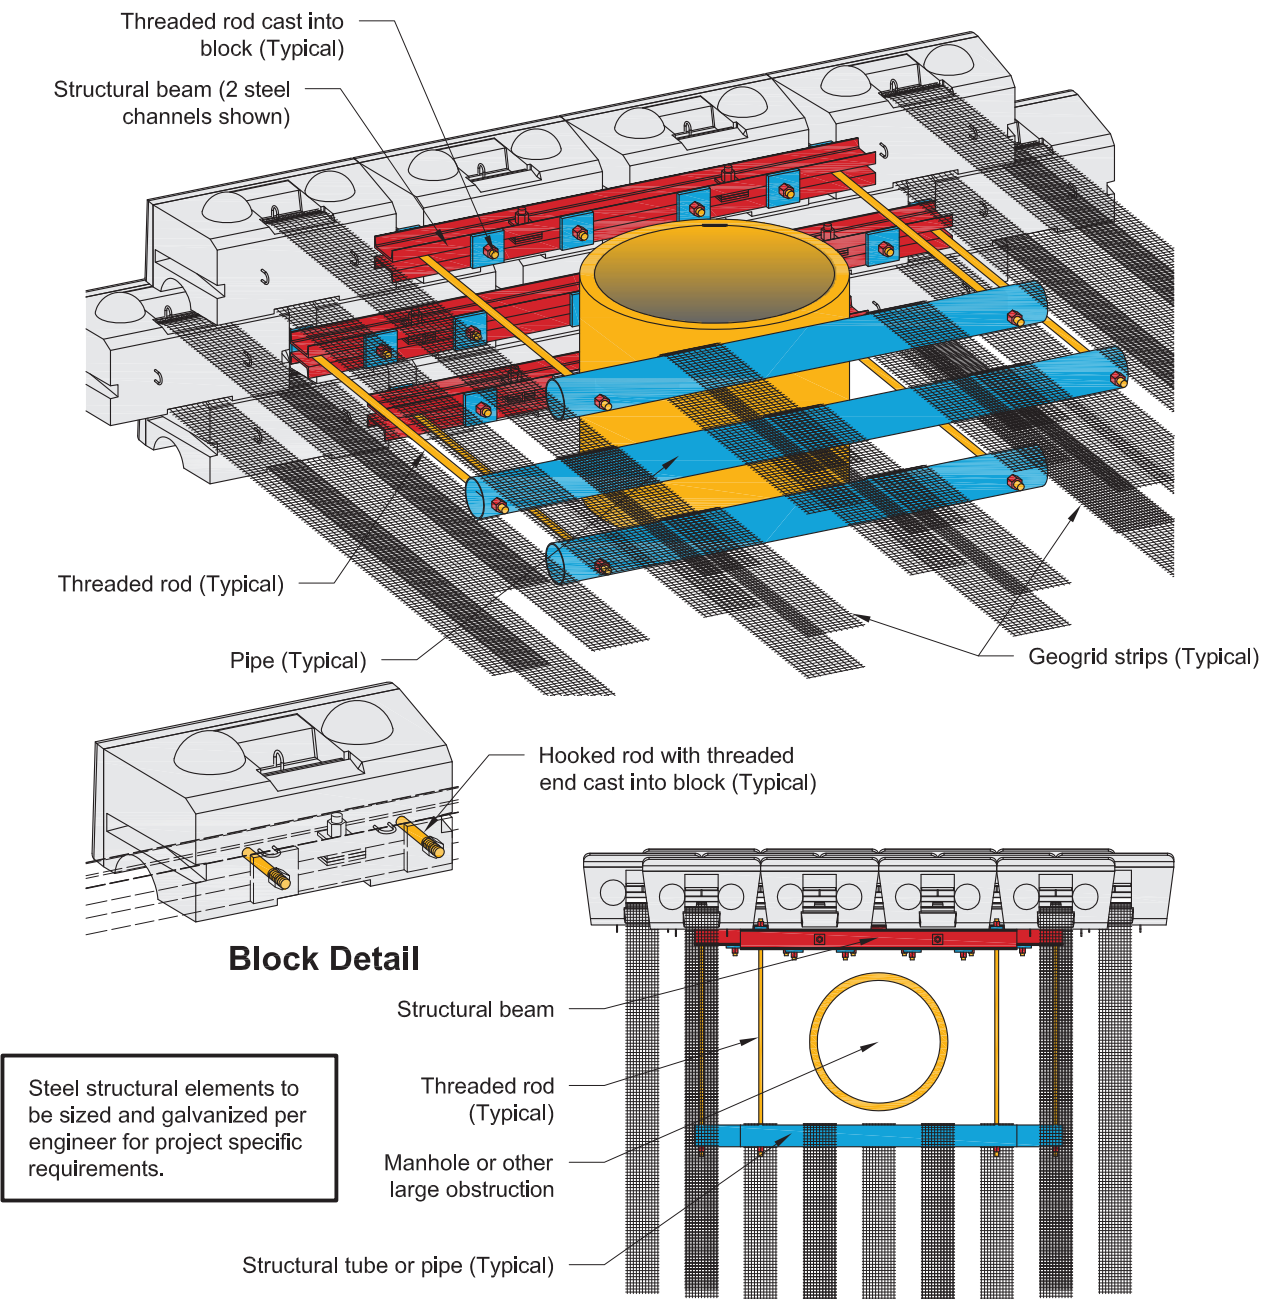 Threaded rod cast into
block (Typical)
Structural beam (2 steel
channels shown)
Threaded rod (Typical)
Pipe (Typical)
Geogrid strips (Typical)
Hooked rod with threaded
end cast into block (Typical)
Block Detail
Structural beam
Threaded rod
(Typical)
Manhole or other
large obstruction
Structural tube or pipe (Typical)
Steel structural elements to
be sized and galvanized per
engineer for project specific
requirements.